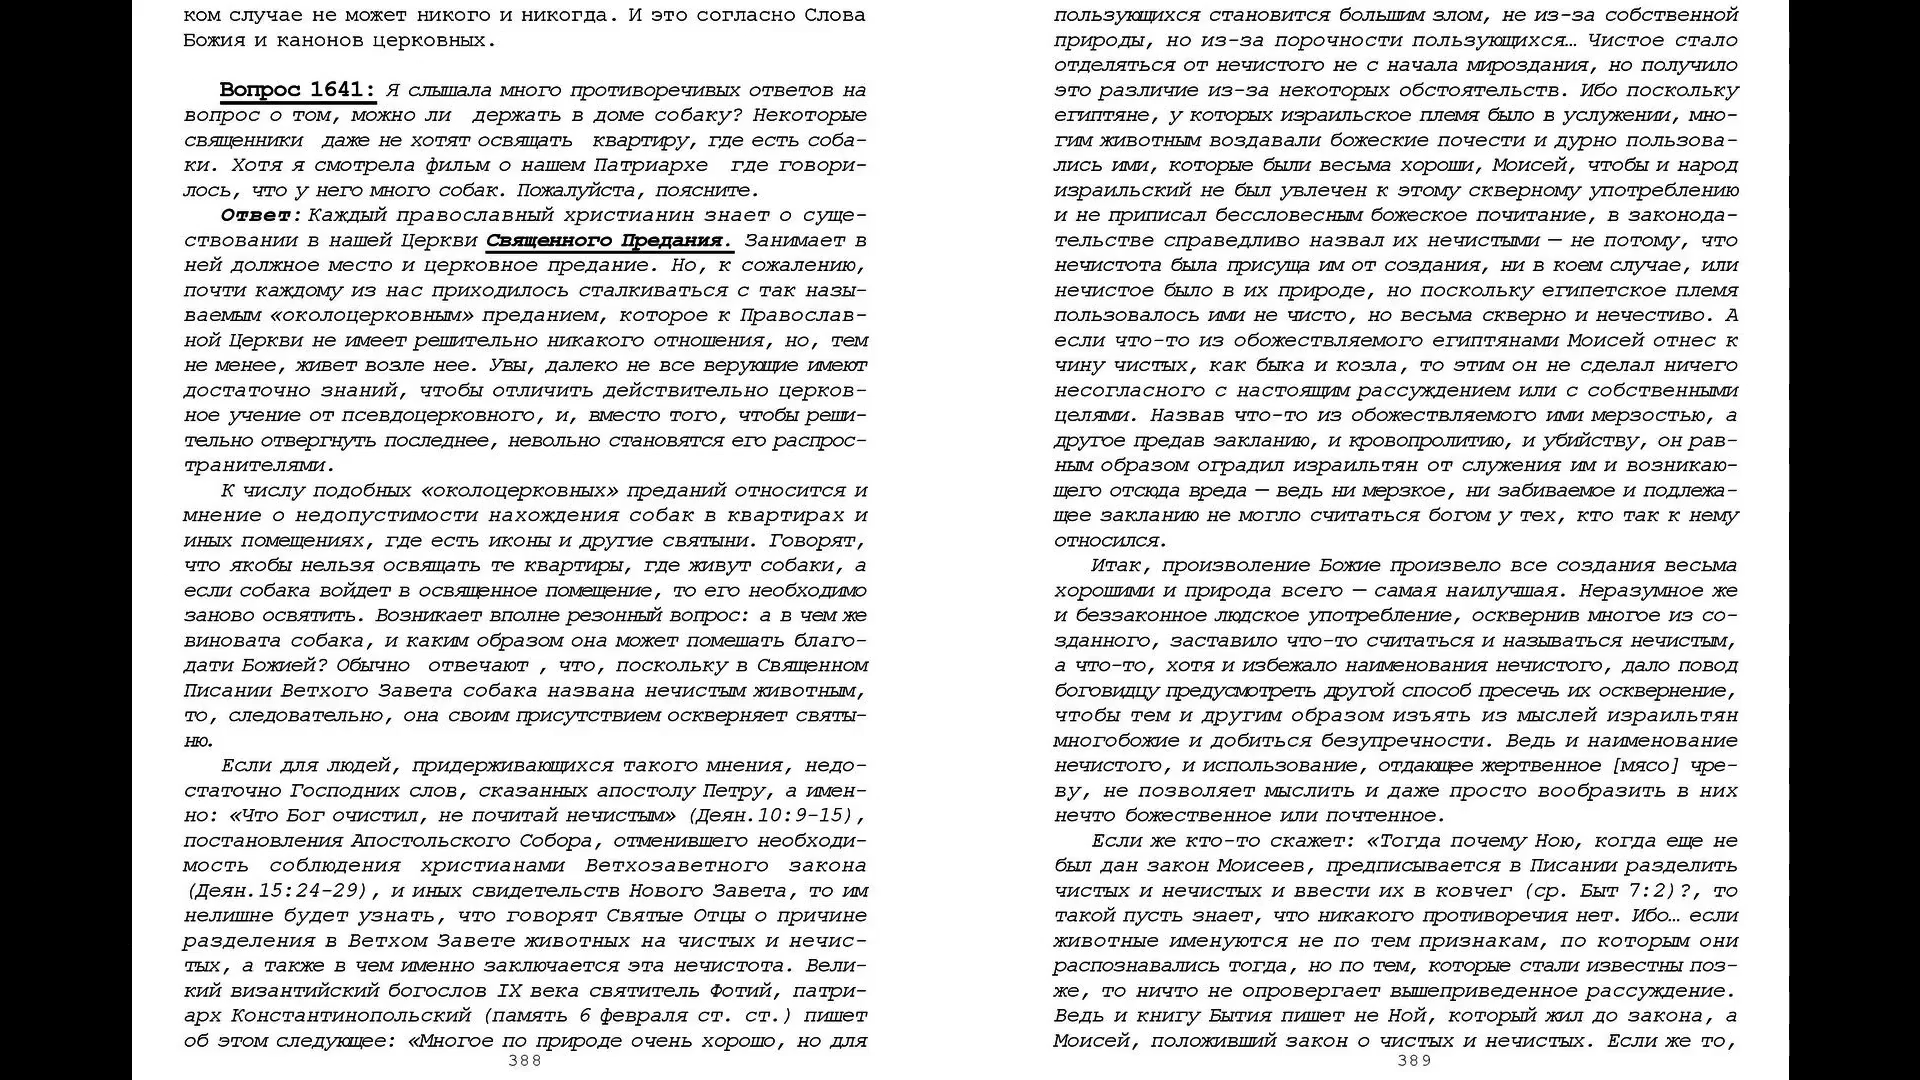 ком случае не может никого и никогда. И это согласно Слова
Божия и канонов церковных.
Вопрос 1641: Я слышала много противоречивых ответов на
вопрос о том, можно ли держать в доме собаку? Некоторые
священники даже не хотят освящать квартиру, где есть соба-
ки. Хотя я смотрела фильм о нашем Патриархе где говори-
лось, что у него много собак. Пожалуйста, поясните.
Ответ: Каждый православный христианин знает о суще-
ствовании в нашей Церкви Священного Предания. Занимает в
ней должное место и церковное предание. Но, к сожалению,
почти каждому из нас приходилось сталкиваться с так назы-
ваемым «околоцерковным» преданием, которое к Православ-
ной Церкви не имеет решительно никакого отношения, но, тем
не менее, живет возле нее. Увы, далеко не все верующие имеют
достаточно знаний, чтобы отличить действительно церков-
ное учение от псевдоцерковного, и, вместо того, чтобы реши-
тельно отвергнуть последнее, невольно становятся его распрос-
транителями.
К числу подобных «околоцерковных» преданий относится и
мнение о недопустимости нахождения собак в квартирах и
иных помещениях, где есть иконы и другие святыни. Говорят,
что якобы нельзя освящать те квартиры, где живут собаки, а
если собака войдет в освященное помещение, то его необходимо
заново освятить. Возникает вполне резонный вопрос: а в чем же
виновата собака, и каким образом она может помешать благо-
дати Божией? Обычно отвечают , что, поскольку в Священном
Писании Ветхого Завета собака названа нечистым животным,
то, следовательно, она своим присутствием оскверняет святы-
ню.
Если для людей, придерживающихся такого мнения, недо-
статочно Господних слов, сказанных апостолу Петру, а имен-
но: «Что Бог очистил, не почитай нечистым» (Деян.10:9-15),
постановления Апостольского Собора, отменившего необходи-
мость соблюдения христианами Ветхозаветного закона
(Деян.15:24-29), и иных свидетельств Нового Завета, то им
нелишне будет узнать, что говорят Святые Отцы о причине
разделения в Ветхом Завете животных на чистых и нечис-
тых, а также в чем именно заключается эта нечистота. Вели-
кий византийский богослов IX века святитель Фотий, патри-
арх Константинопольский (память 6 февраля ст. ст.) пишет
об этом следующее: «Многое по природе очень хорошо, но для
388
пользующихся становится большим злом, не из-за собственной
природы, но из-за порочности пользующихся… Чистое стало
отделяться от нечистого не с начала мироздания, но получило
это различие из-за некоторых обстоятельств. Ибо поскольку
египтяне, у которых израильское племя было в услужении, мно-
гим животным воздавали божеские почести и дурно пользова-
лись ими, которые были весьма хороши, Моисей, чтобы и народ
израильский не был увлечен к этому скверному употреблению
и не приписал бессловесным божеское почитание, в законода-
тельстве справедливо назвал их нечистыми — не потому, что
нечистота была присуща им от создания, ни в коем случае, или
нечистое было в их природе, но поскольку египетское племя
пользовалось ими не чисто, но весьма скверно и нечестиво. А
если что-то из обожествляемого египтянами Моисей отнес к
чину чистых, как быка и козла, то этим он не сделал ничего
несогласного с настоящим рассуждением или с собственными
целями. Назвав что-то из обожествляемого ими мерзостью, а
другое предав закланию, и кровопролитию, и убийству, он рав-
ным образом оградил израильтян от служения им и возникаю-
щего отсюда вреда — ведь ни мерзкое, ни забиваемое и подлежа-
щее закланию не могло считаться богом у тех, кто так к нему
относился.
Итак, произволение Божие произвело все создания весьма
хорошими и природа всего — самая наилучшая. Неразумное же
и беззаконное людское употребление, осквернив многое из со-
зданного, заставило что-то считаться и называться нечистым,
а что-то, хотя и избежало наименования нечистого, дало повод
боговидцу предусмотреть другой способ пресечь их осквернение,
чтобы тем и другим образом изъять из мыслей израильтян
многобожие и добиться безупречности. Ведь и наименование
нечистого, и использование, отдающее жертвенное [мясо] чре-
ву, не позволяет мыслить и даже просто вообразить в них
нечто божественное или почтенное.
Если же кто-то скажет: «Тогда почему Ною, когда еще не
был дан закон Моисеев, предписывается в Писании разделить
чистых и нечистых и ввести их в ковчег (ср. Быт 7:2)?, то
такой пусть знает, что никакого противоречия нет. Ибо… если
животные именуются не по тем признакам, по которым они
распознавались тогда, но по тем, которые стали известны поз-
же, то ничто не опровергает вышеприведенное рассуждение.
Ведь и книгу Бытия пишет не Ной, который жил до закона, а
Моисей, положивший закон о чистых и нечистых. Если же то,
389